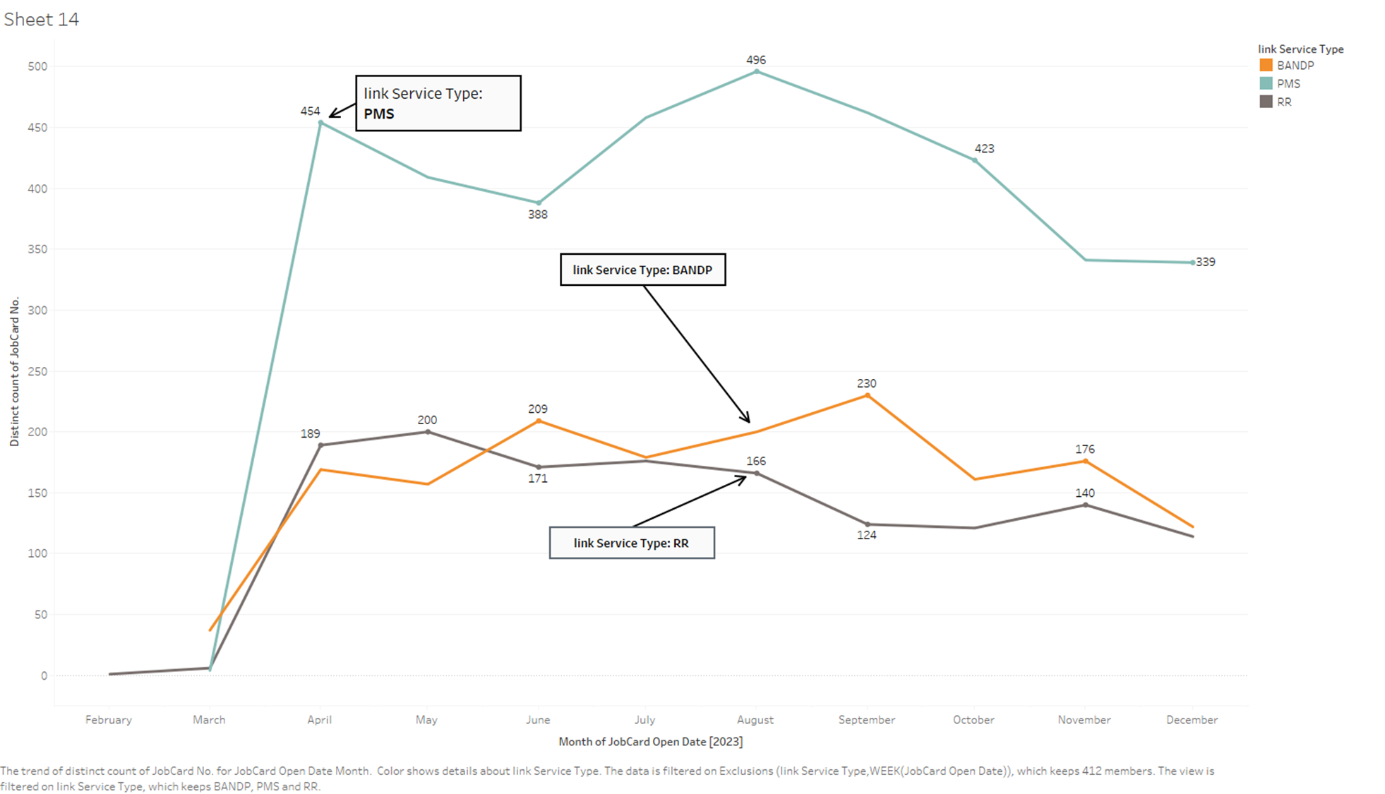 Sheet 14
link Service Type
BANDP
PMS
RR
500
450
400
350
300
250
200
150
100
50
0
Distinct count of JobCard No.
link Service Type:
PMS
454
388
496
423
339
link Service Type: BANDP
189
200
209
171
166
230
124
176
140
link Service Type: RR
February March April May June July August September October November December
Month of JobCard Open Date [2023]
The trend of distinct count of JobCard No. for JobCard Open Date Month. Color shows details about link Service Type. The data is filtered on Exclusions (link Service Type,WEEK(JobCard Open Date)), which keeps 412 members. The view is
filtered on link Service Type, which keeps BANDP, PMS and RR.